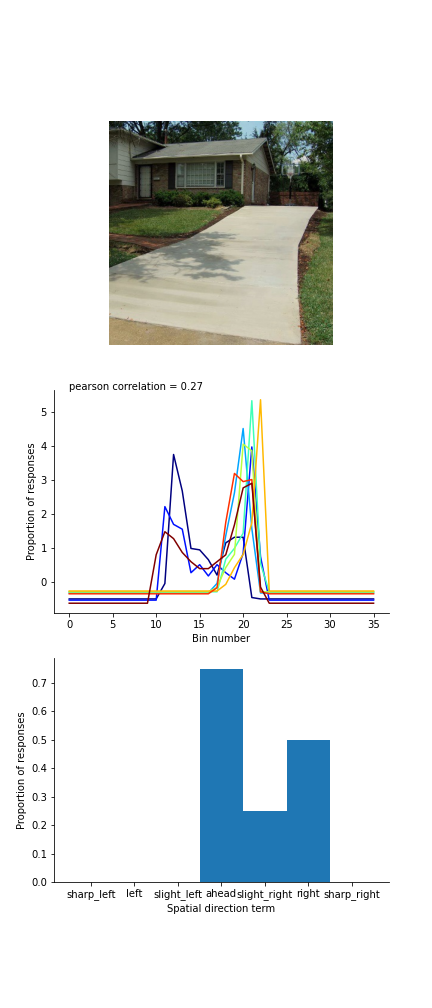 pearson correlation = 0.27
Proportion of responses
5
4
3
2
1
0
0 5 10 15 20 25 30 35
Bin number
Proportion of responses
0.7
0.6
0.5
0.4
0.3
0.2
0.1
0.0
sharp_left left slight_left ahead slight_right right sharp_right
Spatial direction term